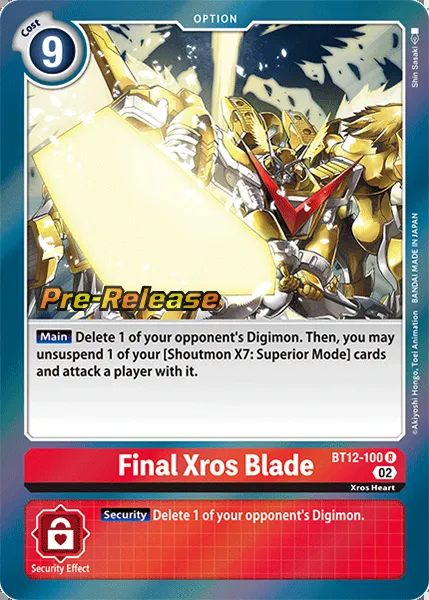 OPTION
Cost
9
Shin Sasaki
Pre-Release
Main Delete 1 of your opponent's Digimon. Then, you may
unsuspend 1 of your [Shoutmon X7: Superior Mode] cards
and attack a player with it.
©Akiyoshi Hongo, Toei Animation BANDAI MADE IN JAPAN
Final Xros Blade
BT12-100 R
02
Xros Heart
Security Delete 1 of your opponent's Digimon.
Security Effect